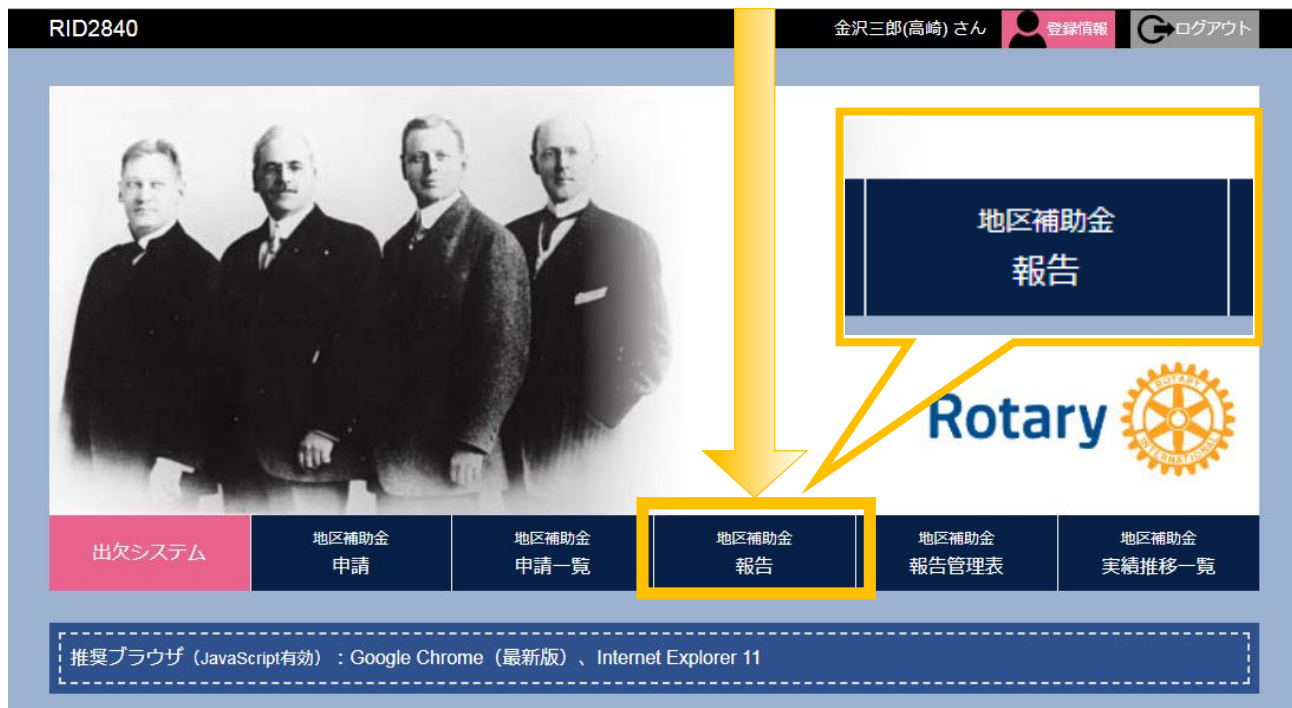 RID2840
金沢三郎(高崎) さん
登録情報
ログアウト
地区補助金
報告
Rotary
ROTARY
INTERNATIONAL
出欠システム
地区補助金
申請
地区補助金
申請一覧
地区補助金
報告
地区補助金
報告管理表
地区補助金
実績推移一覧
推奨ブラウザ（JavaScript有効）：Google Chrome（最新版）、Internet Explorer 11